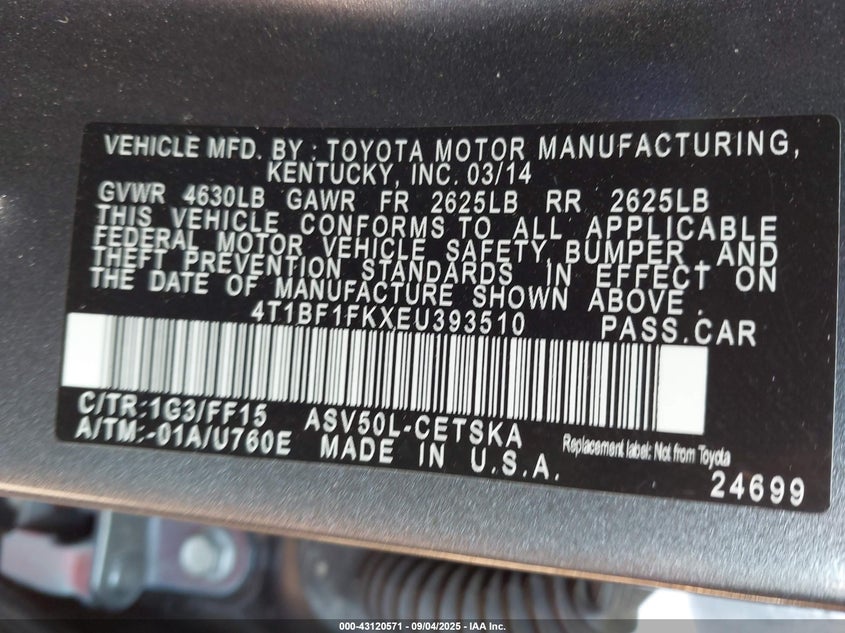 VEHICLE MFD. BY : TOYOTA MOTOR MANUFACTURING,
KENTUCKY, INC. 03/14
GVWR 4630LB GAWR FR 2625LB RR 2625LB
THIS VEHICLE CONFORMS TO ALL APPLICABLE
FEDERAL MOTOR VEHICLE SAFETY, BUMPER, AND
THEFT PREVENTION STANDARDS IN EFFECT ON
THE DATE OF MANUFACTURE SHOWN ABOVE.
4T1BF1FKXEU393510 PASS.CAR
C/TR:1G3/FF15 ASV50L-CETSKA Replacement label: Not from Toyota
A/TM:-01A/U760E MADE IN U.S.A.
24699
000-43120571 - 09/04/2025 - IAA Inc.